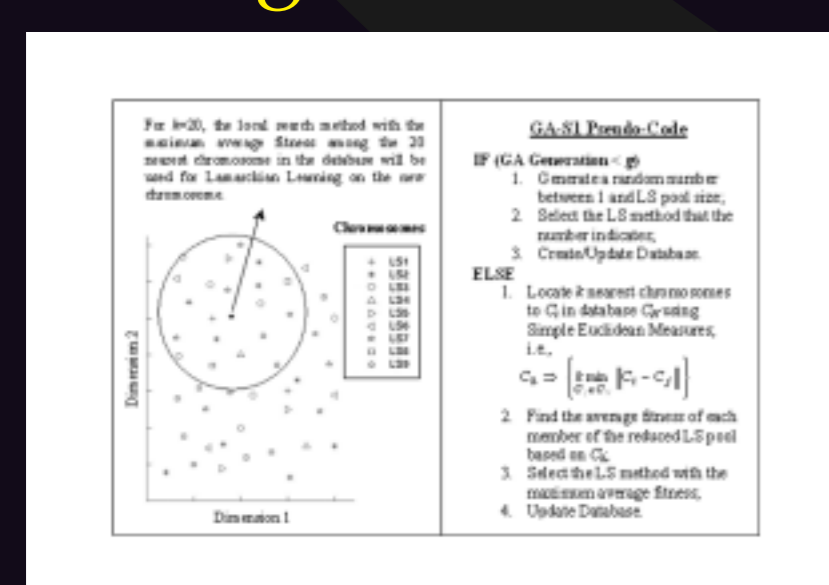 For k=20, the local search method with the
maximum average fitness among the 20
nearest chromosome in the database will be
used for Lamarckian Learning on the new
chromosome.
Chromosomes
LS1
LS2
LS3
LS4
LS5
LS6
LS7
LS8
LS9
Dimension 2
Dimension 1
GA-S1 Pseudo-Code
IF (GA Generation < g)
1. Generate a random number
between 1 and LS pool size;
2. Select the LS method that the
number indicates;
3. Create/Update Database.
ELSE
1. Locate k nearest chromosomes
to in database using
Simple Euclidean Measures,
i.e.,
2. Find the average fitness of each
member of the reduced LS pool
based on
3. Select the LS method with the
maximum average fitness;
4. Update Database.